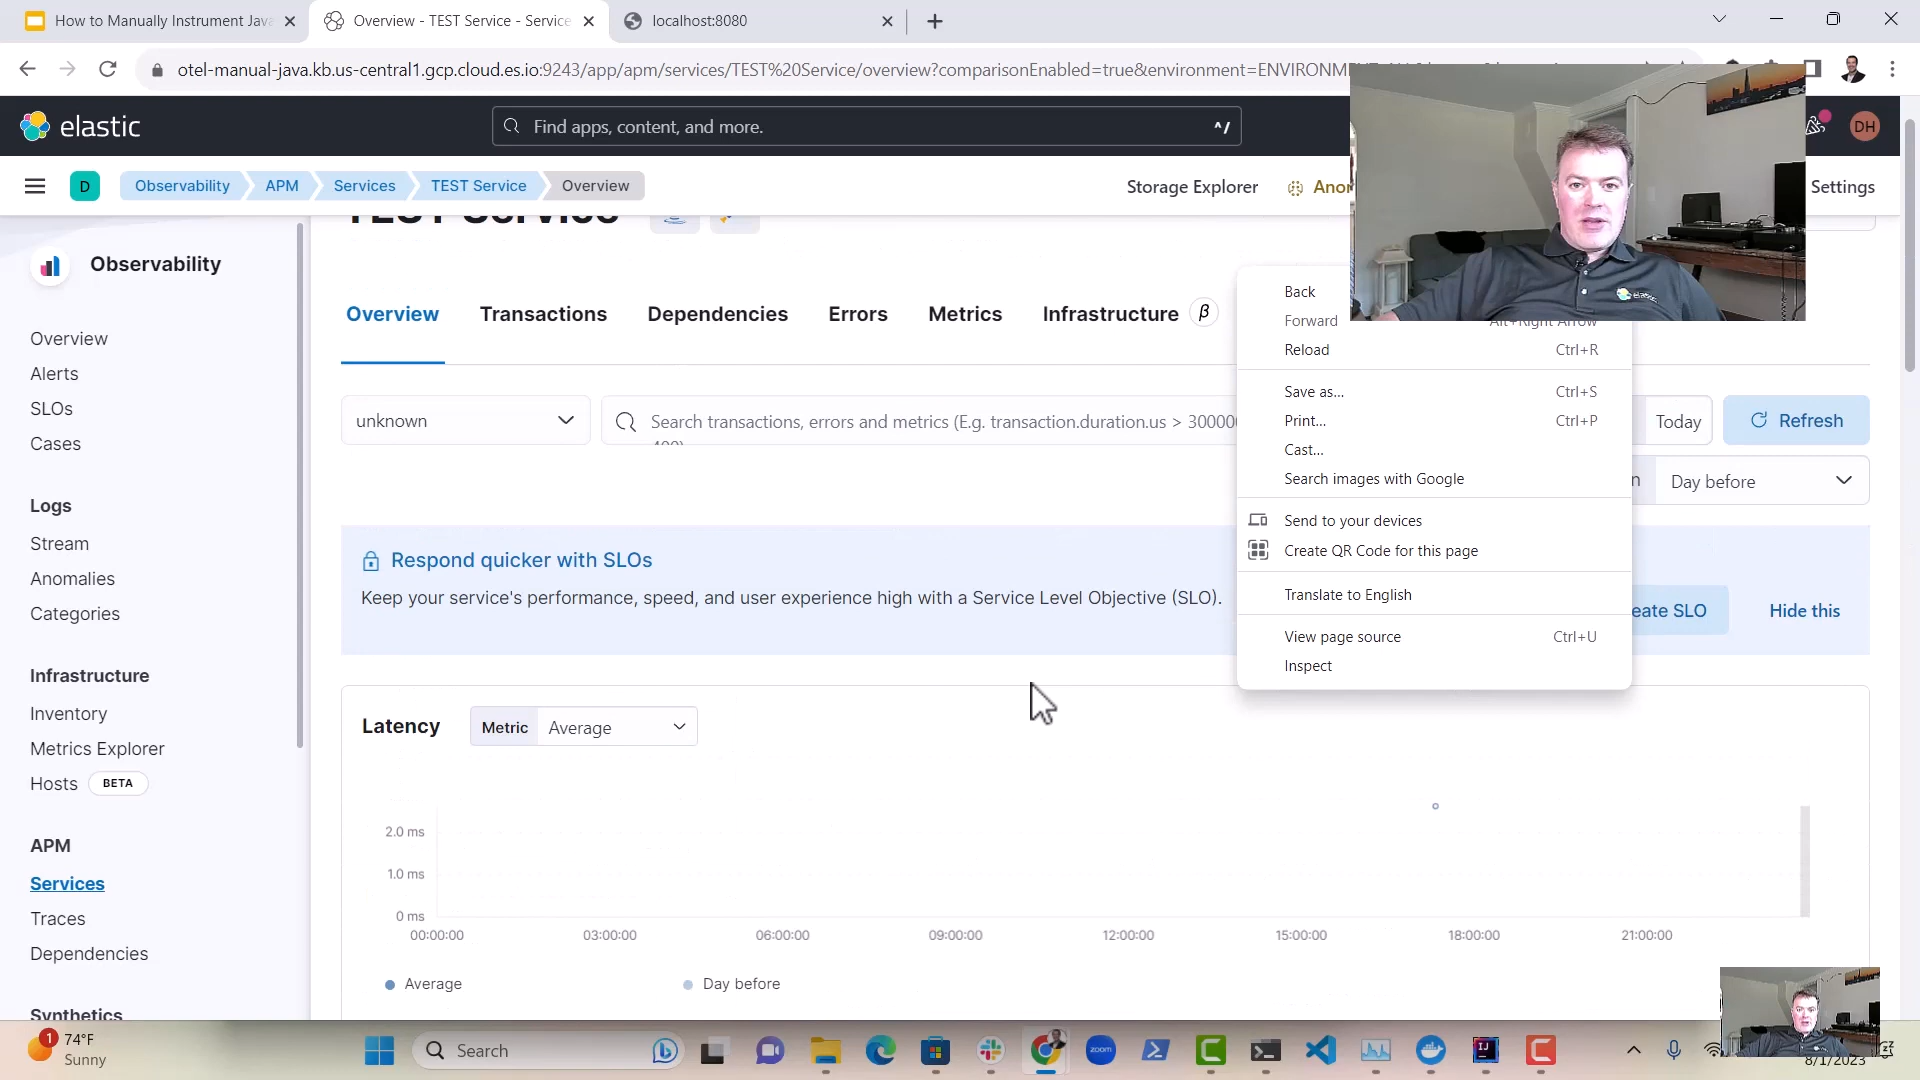 How to Manually Instrument Java
Overview - TEST Service - Service
localhost:8080
otel-manual-java.kb.us-central1.gcp.cloud.es.io:9243/app/apm/services/TEST%20Service/overview?comparisonEnabled=true&environment=ENVIRONM
elastic
Find apps, content, and more.
^/
DH
D
Observability
APM
Services
TEST Service
Overview
Storage Explorer
Settings
TEST Service
Observability
Overview
Transactions
Dependencies
Errors
Metrics
Infrastructure
β
Overview
Alerts
SLOs
Cases
Logs
Stream
Anomalies
Categories
Infrastructure
Inventory
Metrics Explorer
Hosts BETA
APM
Services
Traces
Dependencies
Synthetics
unknown
Search transactions, errors and metrics (E.g. transaction.duration.us > 300000
Today
Refresh
Day before
Respond quicker with SLOs
Keep your service's performance, speed, and user experience high with a Service Level Objective (SLO).
eate SLO
Hide this
Back
Forward Alt+Right Arrow
Reload Ctrl+R
Save as... Ctrl+S
Print... Ctrl+P
Cast...
Search images with Google
Send to your devices
Create QR Code for this page
Translate to English
View page source Ctrl+U
Inspect
Latency
Metric Average
2.0 ms
1.0 ms
0 ms
00:00:00 03:00:00 06:00:00 09:00:00 12:00:00 15:00:00 18:00:00 21:00:00
Average
Day before
1
74°F
Sunny
Search
zoom
IJ
8/1/2023